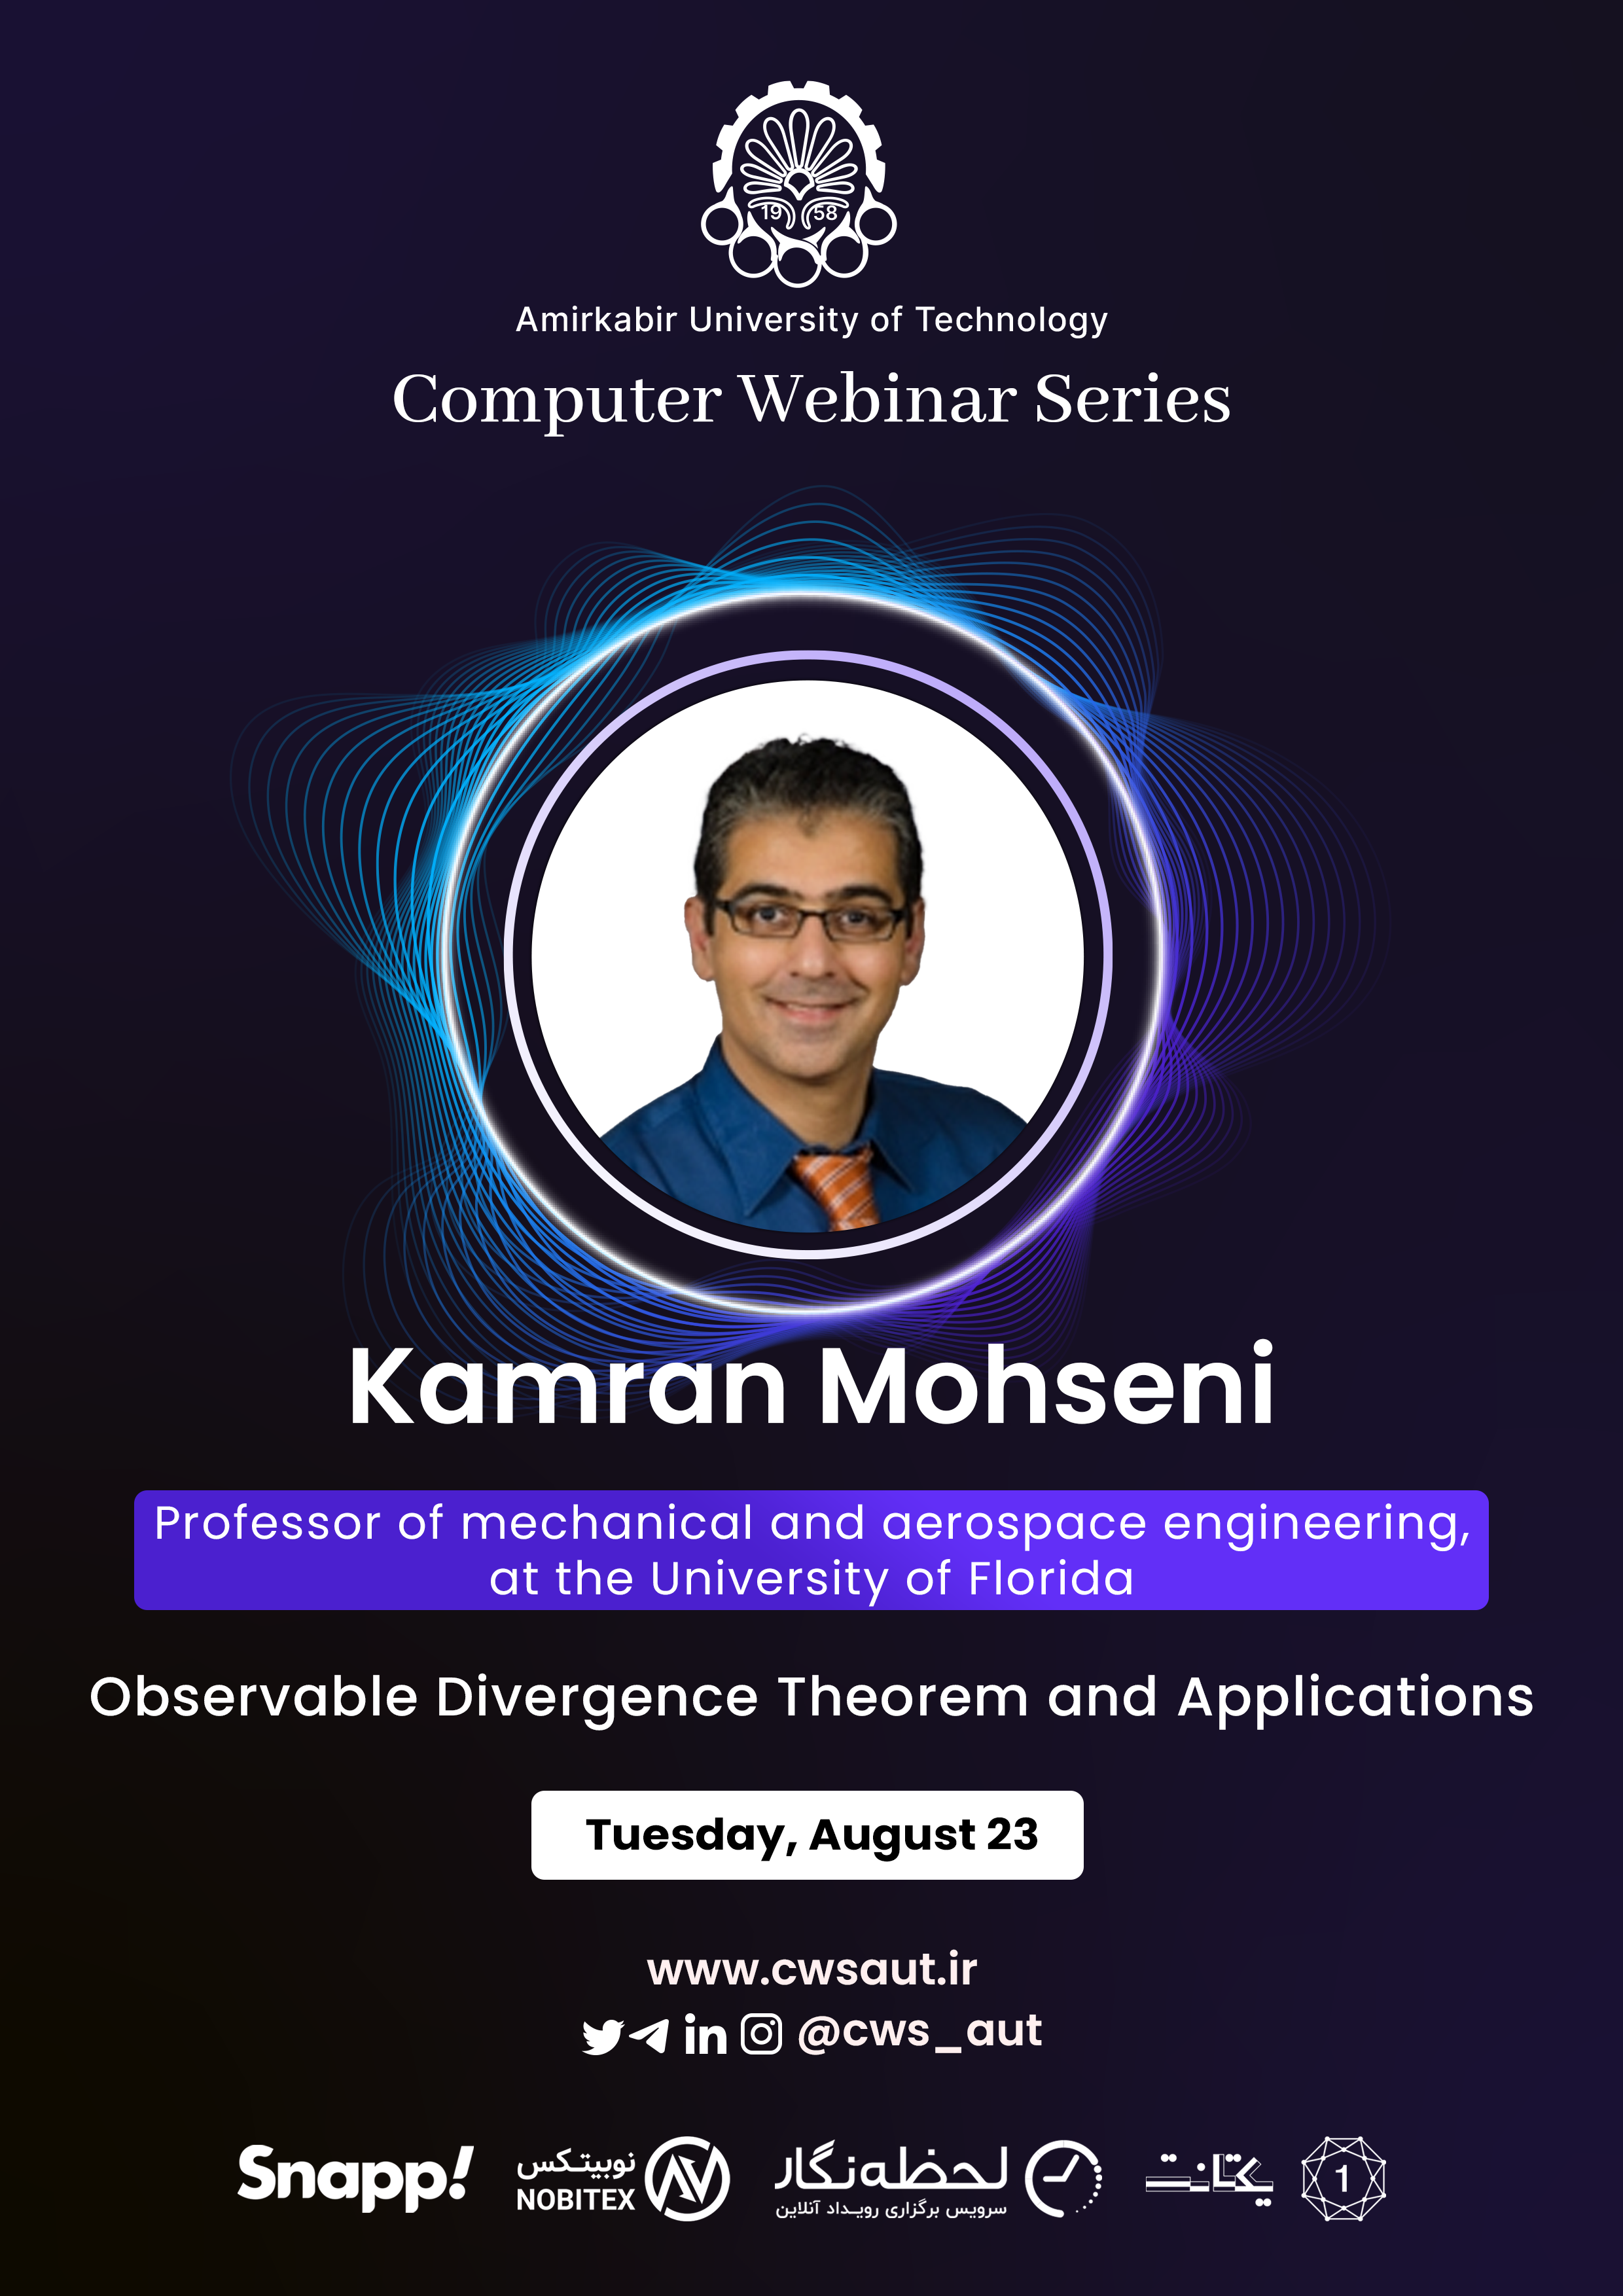 19 58
Amirkabir University of Technology
Computer Webinar Series
Kamran Mohseni
Professor of mechanical and aerospace engineering,
at the University of Florida
Observable Divergence Theorem and Applications
Tuesday, August 23
www.cwsaut.ir
in @cws_aut
Snapp!
نوبیتکس
NOBITEX
لحظه‌نگار
سرویس برگزاری رویداد آنلاین
یکتانت
1